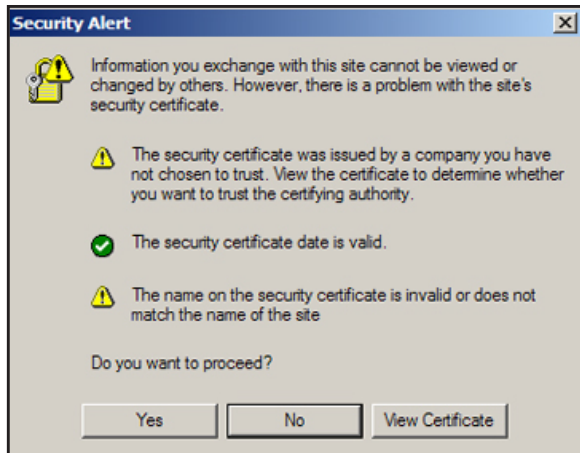 Security Alert
Information you exchange with this site cannot be viewed or
changed by others. However, there is a problem with the site's
security certificate.
The security certificate was issued by a company you have
not chosen to trust. View the certificate to determine whether
you want to trust the certifying authority.
The security certificate date is valid.
The name on the security certificate is invalid or does not
match the name of the site
Do you want to proceed?
Yes No View Certificate